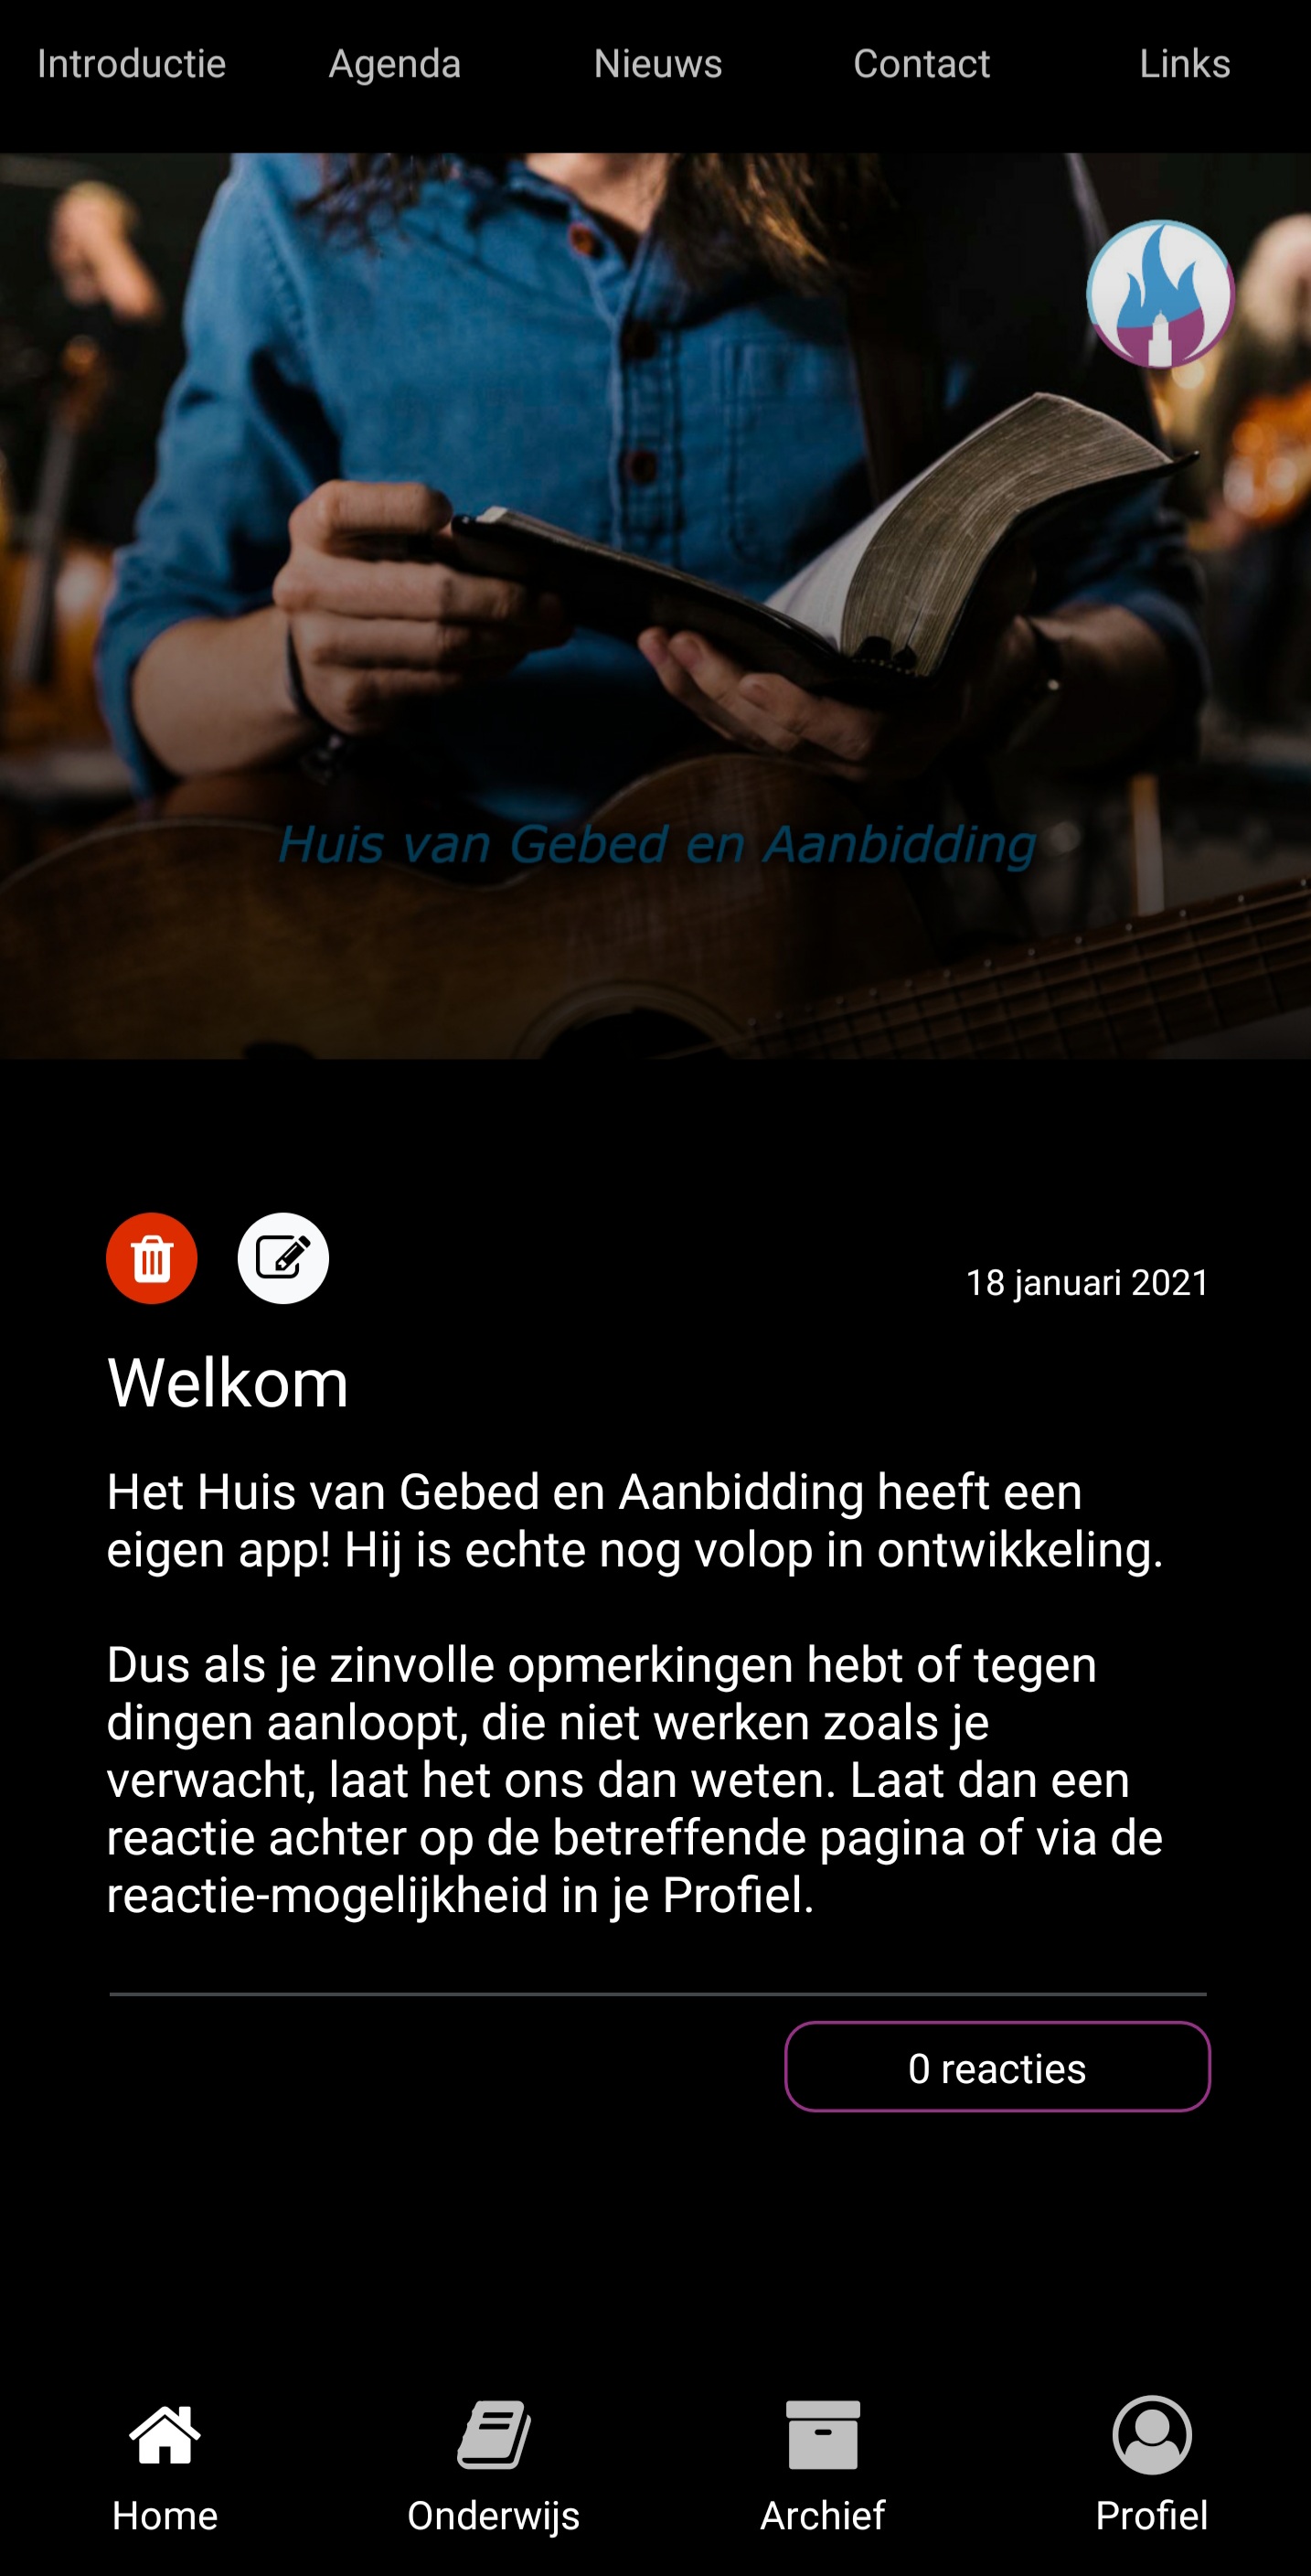 Introductie Agenda Nieuws Contact Links
Huis van Gebed en Aanbidding
18 januari 2021
Welkom
Het Huis van Gebed en Aanbidding heeft een
eigen app! Hij is echte nog volop in ontwikkeling.
Dus als je zinvolle opmerkingen hebt of tegen
dingen aanloopt, die niet werken zoals je
verwacht, laat het ons dan weten. Laat dan een
reactie achter op de betreffende pagina of via de
reactie-mogelijkheid in je Profiel.
0 reacties
Home Onderwijs Archief Profiel